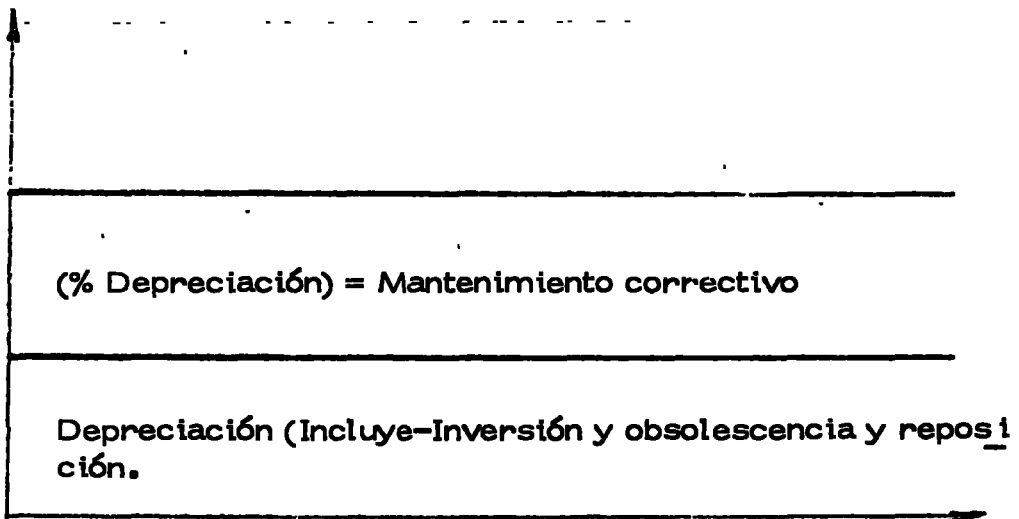 (% Depreciación) = Mantenimiento correctivo
Depreciación (Incluye-Inversión y obsolescencia y reposi
ción.